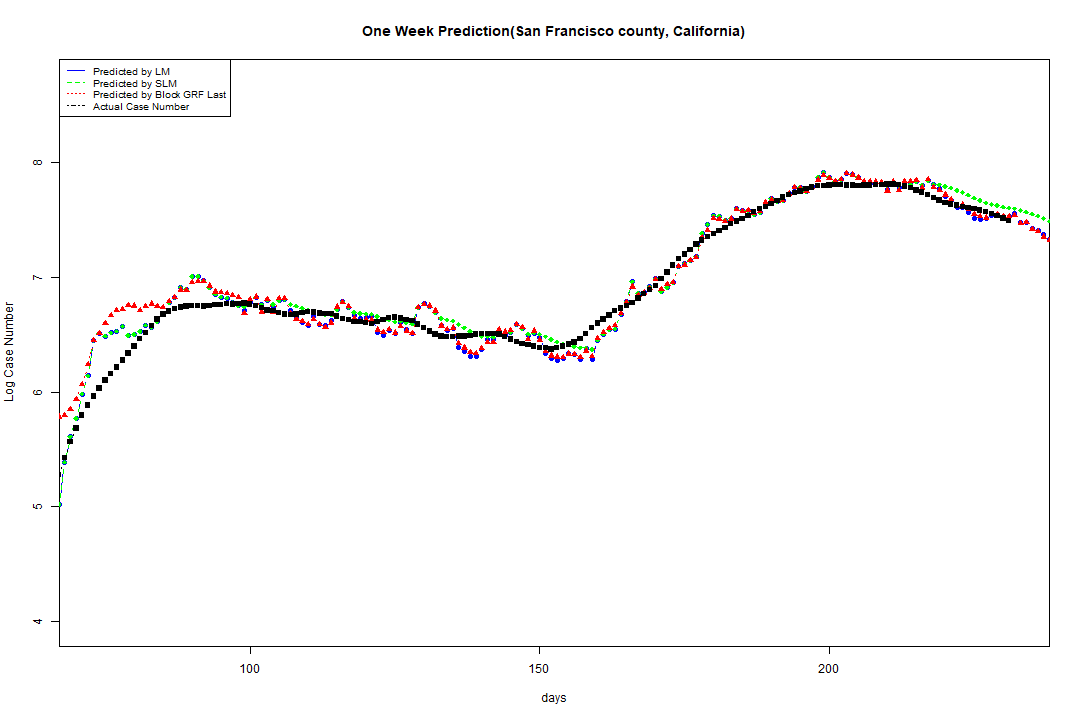 One Week Prediction(San Francisco county, California)
Predicted by LM
Predicted by SLM
Predicted by Block GRF Last
Actual Case Number
8
7
6
5
4
Log Case Number
100 150 200
days